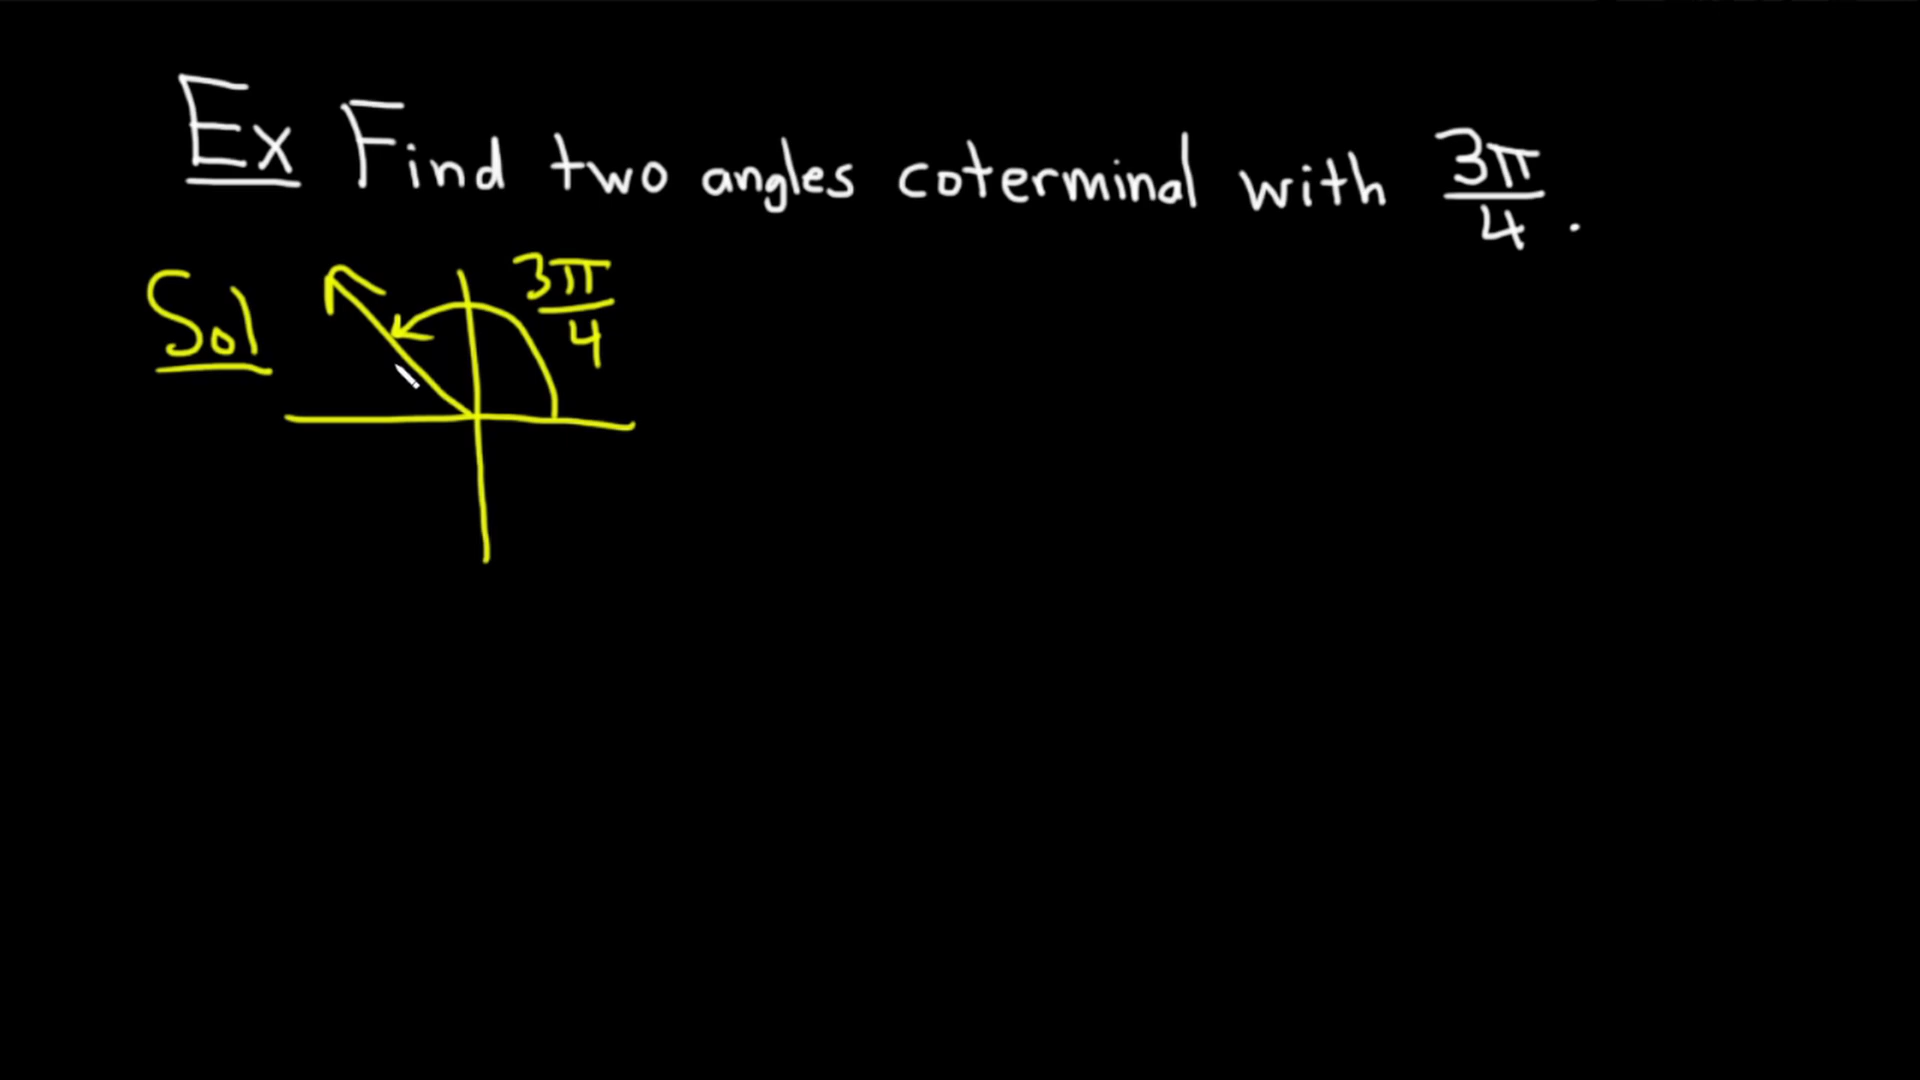 Ex Find two angles coterminal with 3π/4.
Sol 3π/4